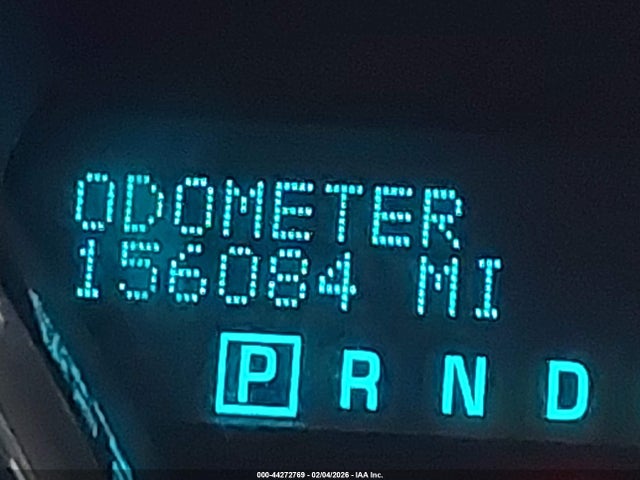 ODOMETER
156084 MI
P R N D
000-44272769 - 02/04/2026 - IAA Inc.